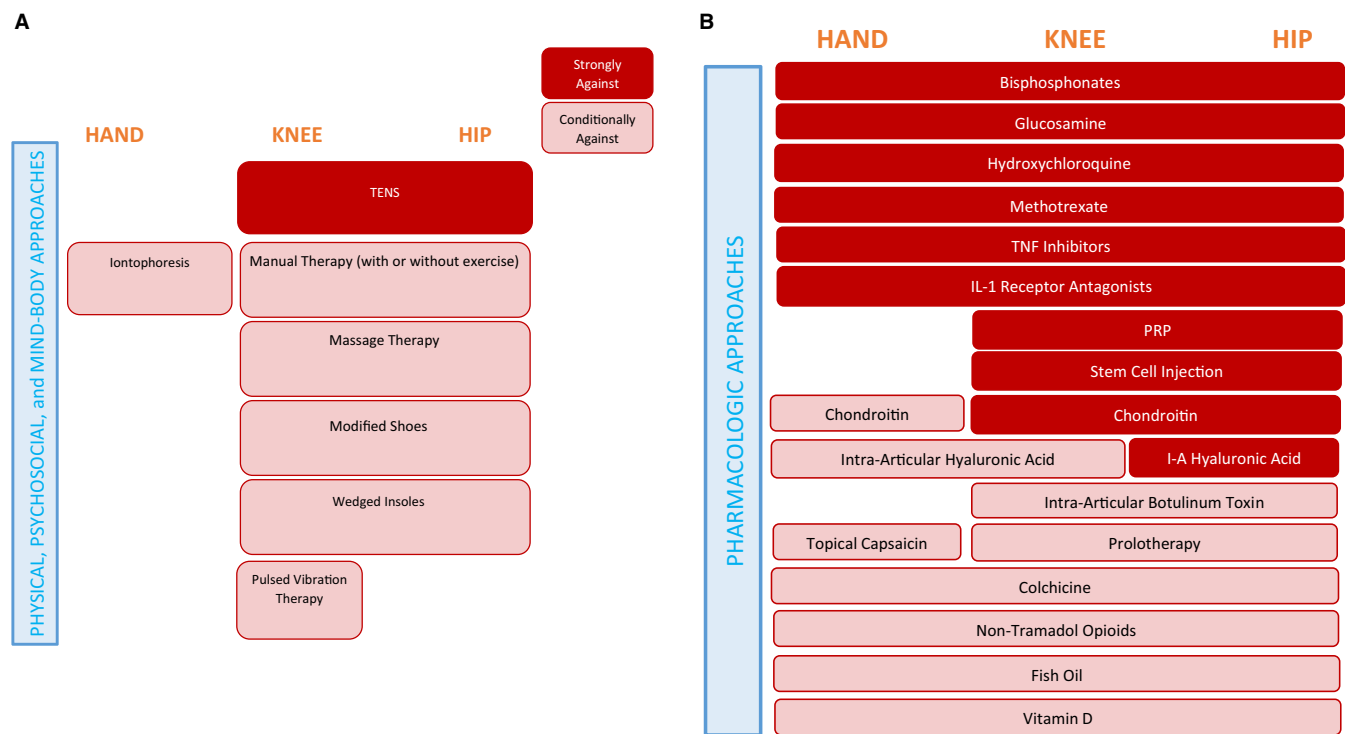 A
Strongly
Against
Conditionally
Against
HAND KNEE HIP
PHYSICAL, PSYCHOSOCIAL, and MIND-BODY APPROACHES
TENS
Iontophoresis
Manual Therapy (with or without exercise)
Massage Therapy
Modified Shoes
Wedged Insoles
Pulsed Vibration
Therapy
B
HAND KNEE HIP
PHARMACOLOGIC APPROACHES
Bisphosphonates
Glucosamine
Hydroxychloroquine
Methotrexate
TNF Inhibitors
IL-1 Receptor Antagonists
PRP
Stem Cell Injection
Chondroitin Chondroitin
Intra-Articular Hyaluronic Acid I-A Hyaluronic Acid
Intra-Articular Botulinum Toxin
Topical Capsaicin Prolotherapy
Colchicine
Non-Tramadol Opioids
Fish Oil
Vitamin D